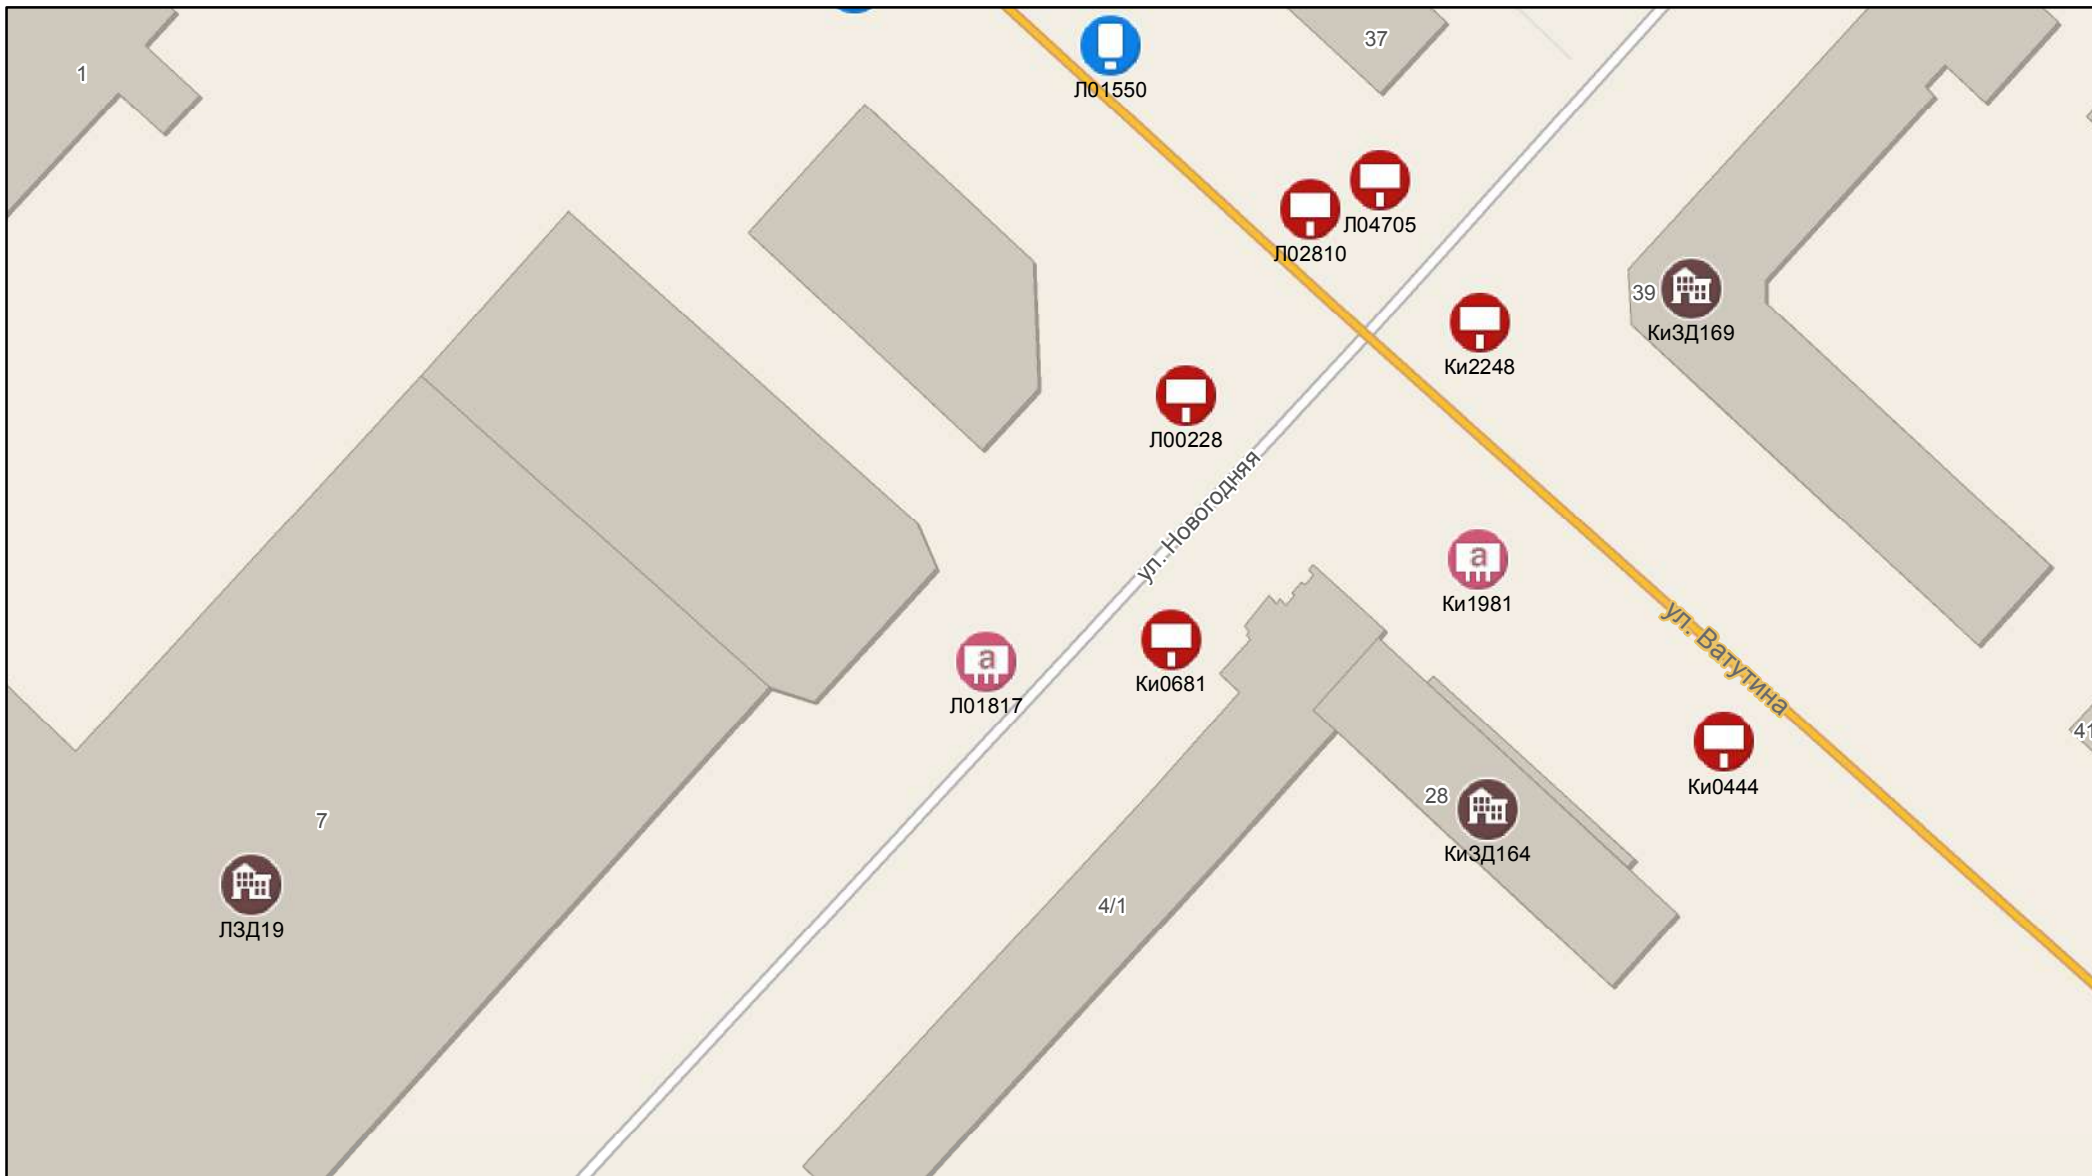 37
1
Л01550
Л04705
Л02810
39
КиЗД169
Ки2248
Л00228
ул. Новогодняя
Ки1981
ул. Ватутина
Ки0681
Л01817
41
Ки0444
28
7
КиЗД164
4/1
ЛЗД19